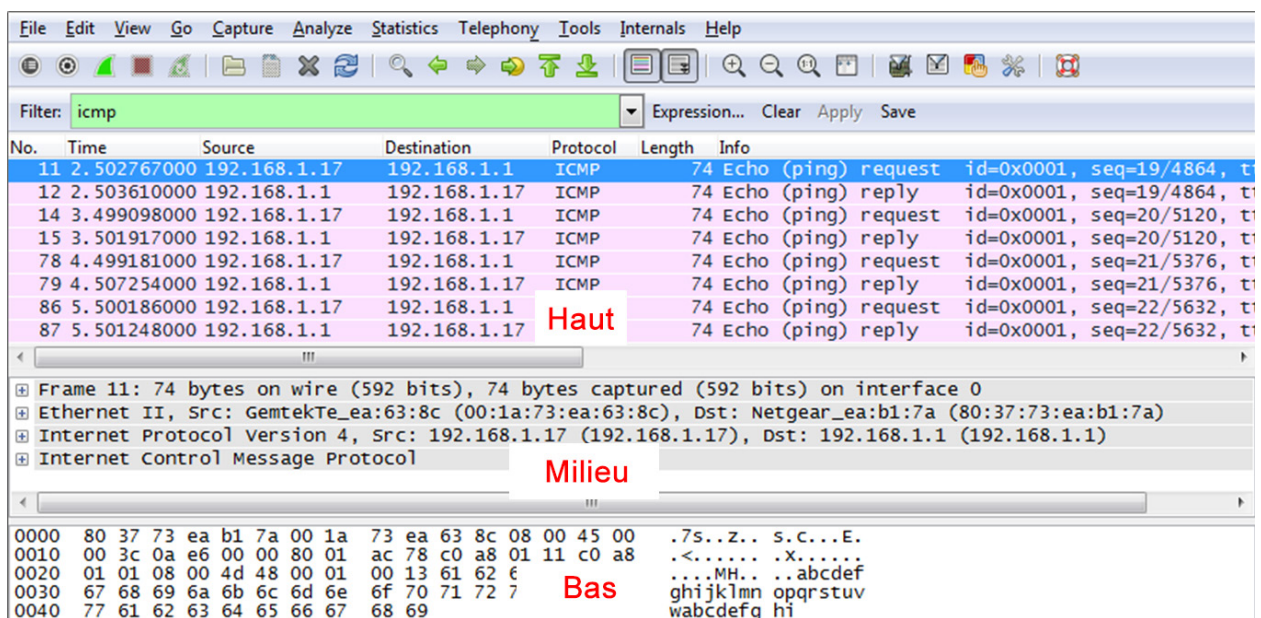 File Edit View Go Capture Analyze Statistics Telephony Tools Internals Help
Filter: icmp Expression... Clear Apply Save
No. Time Source Destination Protocol Length Info
11 2.502767000 192.168.1.17 192.168.1.1 ICMP 74 Echo (ping) request id=0x0001, seq=19/4864,
12 2.503610000 192.168.1.1 192.168.1.17 ICMP 74 Echo (ping) reply id=0x0001, seq=19/4864,
14 3.499098000 192.168.1.17 192.168.1.1 ICMP 74 Echo (ping) request id=0x0001, seq=20/5120,
15 3.501917000 192.168.1.1 192.168.1.17 ICMP 74 Echo (ping) reply id=0x0001, seq=20/5120,
78 4.499181000 192.168.1.17 192.168.1.1 ICMP 74 Echo (ping) request id=0x0001, seq=21/5376,
79 4.507254000 192.168.1.1 192.168.1.17 ICMP 74 Echo (ping) reply id=0x0001, seq=21/5376,
86 5.500186000 192.168.1.17 192.168.1.1 74 Echo (ping) request id=0x0001, seq=22/5632,
87 5.501248000 192.168.1.1 192.168.1.17 74 Echo (ping) reply id=0x0001, seq=22/5632,
Haut
Frame 11: 74 bytes on wire (592 bits), 74 bytes captured (592 bits) on interface 0
Ethernet II, Src: GemtekTe_ea:63:8c (00:1a:73:ea:63:8c), Dst: Netgear_ea:b1:7a (80:37:73:ea:b1:7a)
Internet Protocol Version 4, Src: 192.168.1.17 (192.168.1.17), Dst: 192.168.1.1 (192.168.1.1)
Internet Control Message Protocol
Milieu
0000 80 37 73 ea b1 7a 00 1a 73 ea 63 8c 08 00 45 00 .7s..z.. s.c...E.
0010 00 3c 0a e6 00 00 80 01 ac 78 c0 a8 01 11 c0 a8 .<...... .x......
0020 01 01 08 00 4d 48 00 01 00 13 61 62 ....MH.. ..abcdef
0030 67 68 69 6a 6b 6c 6d 6e 6f 70 71 72 ghijklmn opqrstuv
0040 77 61 62 63 64 65 66 67 68 69 wabcdefg hi
Bas